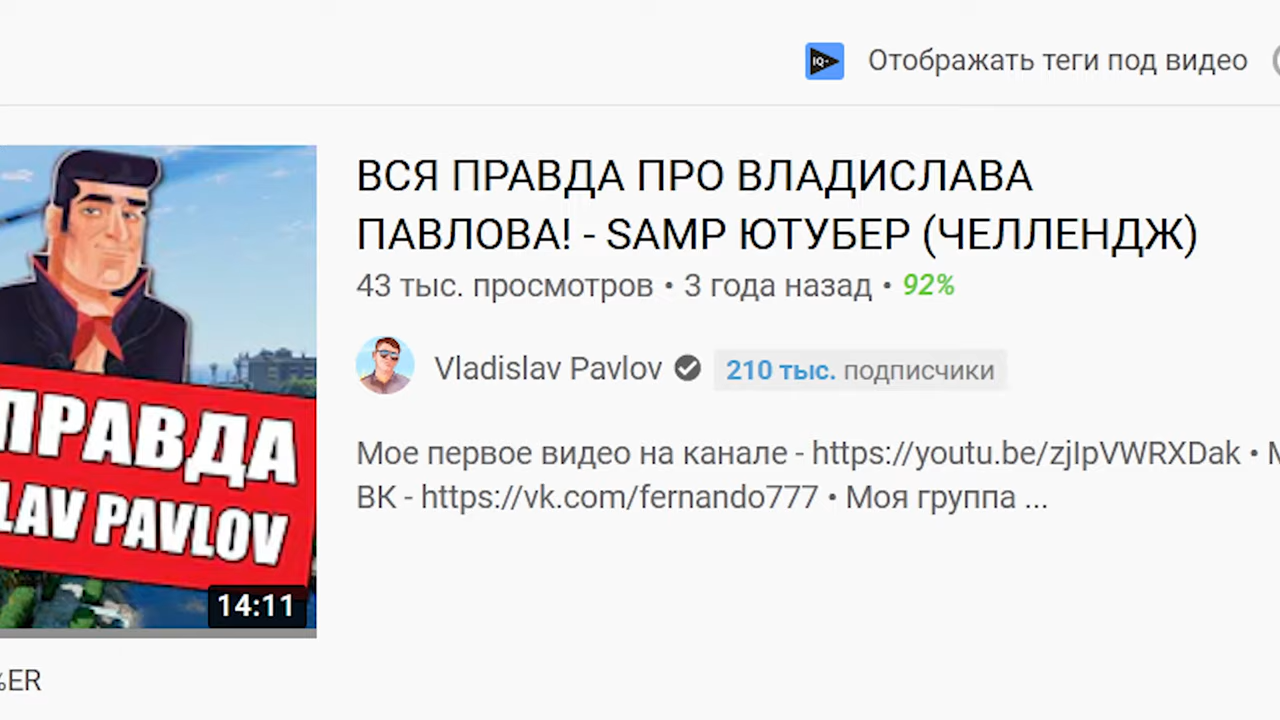 IQ
Отображать теги под видео
ВСЯ ПРАВДА ПРО ВЛАДИСЛАВА
ПАВЛОВА! - SAMP ЮТУБЕР (ЧЕЛЛЕНДЖ)
43 тыс. просмотров • 3 года назад • 92%
Vladislav Pavlov 210 тыс. подписчики
Мое первое видео на канале - https://youtu.be/zjIpVWRXDak •
ВК - https://vk.com/fernando777 • Моя группа ...
ПРАВДА
LAV PAVLOV
14:11
%ER